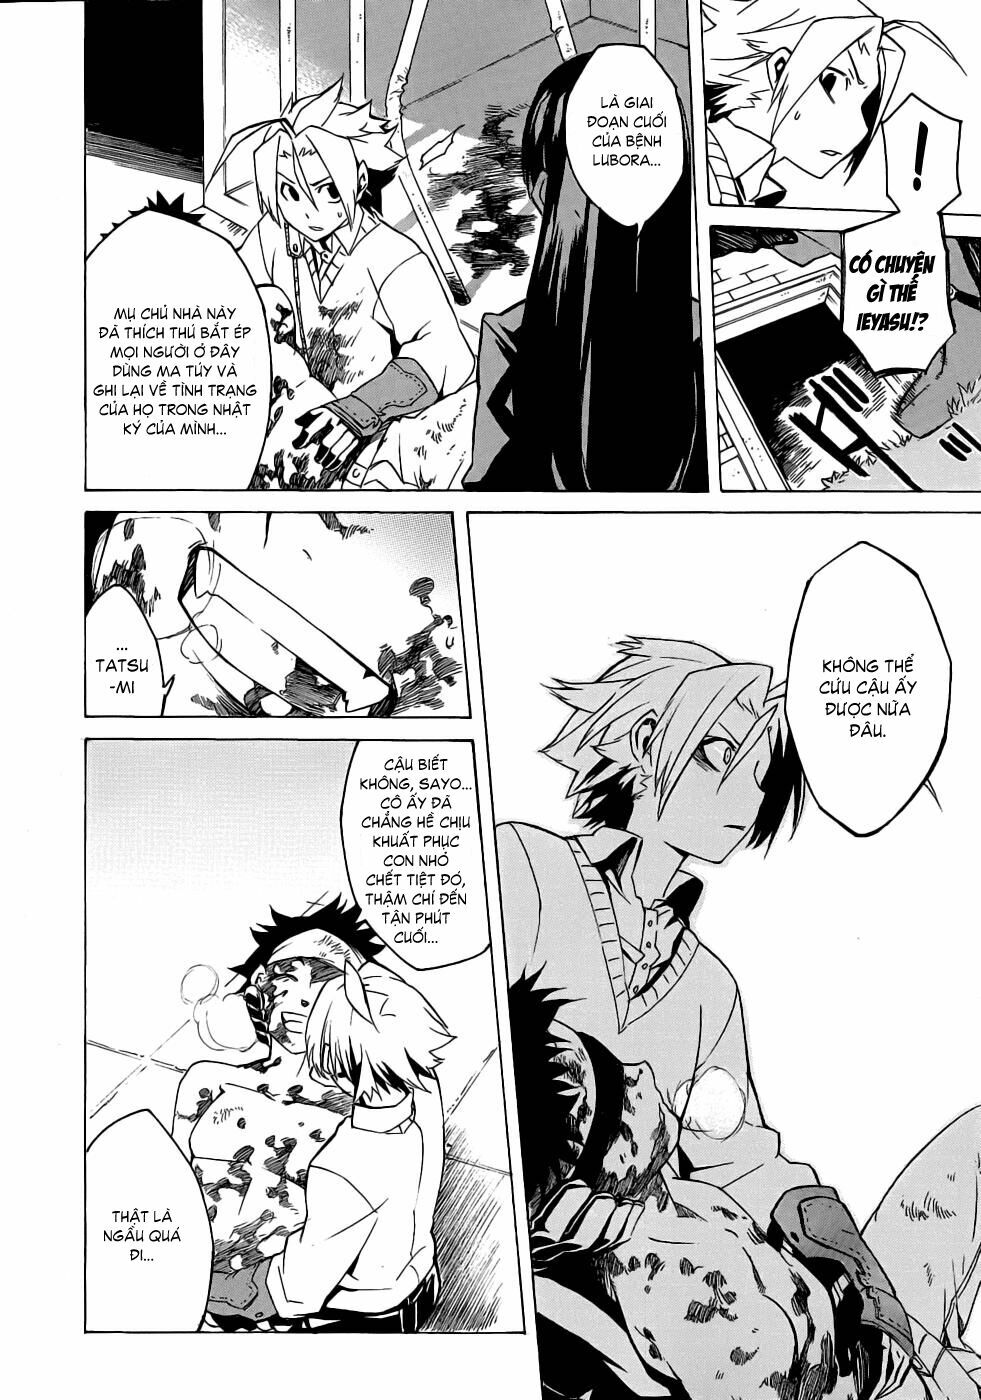 !
CÓ CHUYỆN
GÌ THẾ
IEYASU!?
LÀ GIAI
ĐOẠN CUỐI
CỦA BỆNH
LUBORA...
MỤ CHỦ NHÀ NÀY
ĐÃ THÍCH THÚ BẮT ÉP
MỌI NGƯỜI Ở ĐÂY
DÙNG MA TÚY VÀ
GHI LẠI VỀ TÌNH TRẠNG
CỦA HỌ TRONG NHẬT
KÝ CỦA MÌNH...
KHÔNG THỂ
CỨU CẬU ẤY
ĐƯỢC NỮA
ĐÂU.
...
TATSU
-MI
CẬU BIẾT
KHÔNG, SAYO...
CÔ ẤY ĐÃ
CHẲNG HỀ CHỊU
KHUẤT PHỤC
CON NHỎ
CHẾT TIỆT ĐÓ,
THẬM CHÍ ĐẾN
TẬN PHÚT
CUỐI...
THẬT LÀ
NGẦU QUÁ
ĐI...